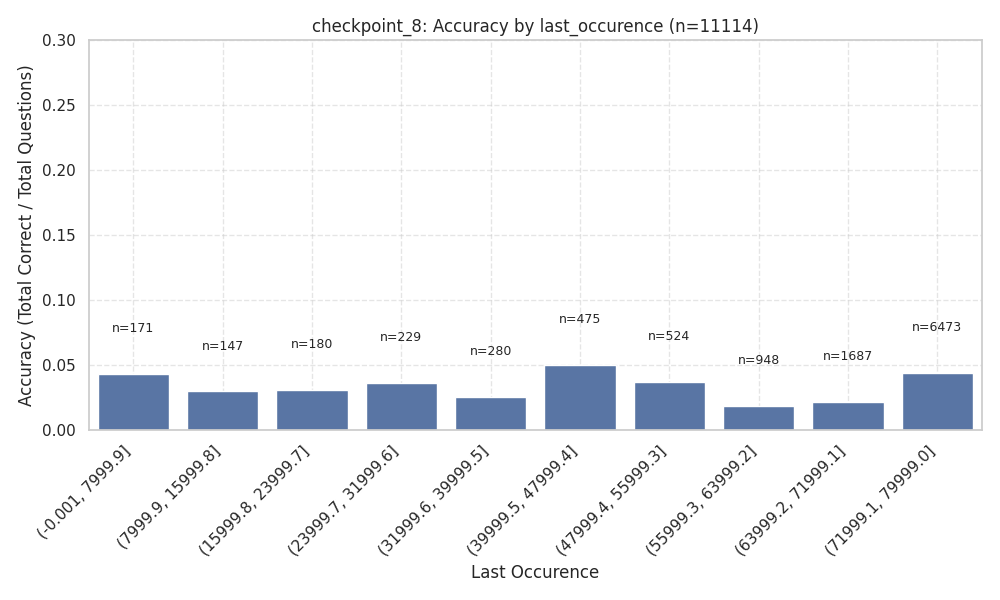 checkpoint_8: Accuracy by last_occurence (n=11114)
Accuracy (Total Correct / Total Questions)
0.30
0.25
0.20
0.15
0.10
0.05
0.00
n=171
n=147
n=180
n=229
n=280
n=475
n=524
n=948
n=1687
n=6473
(-0.001, 7999.9]
(7999.9, 15999.8]
(15999.8, 23999.7]
(23999.7, 31999.6]
(31999.6, 39999.5]
(39999.5, 47999.4]
(47999.4, 55999.3]
(55999.3, 63999.2]
(63999.2, 71999.1]
(71999.1, 79999.0]
Last Occurence